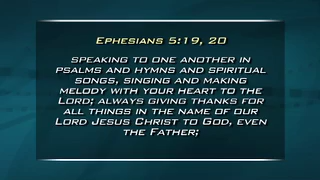 Ephesians 5:19, 20
speaking to one another in
psalms and hymns and spiritual
songs, singing and making
melody with your heart to the
Lord; always giving thanks for
all things in the name of our
Lord Jesus Christ to God, even
the Father;